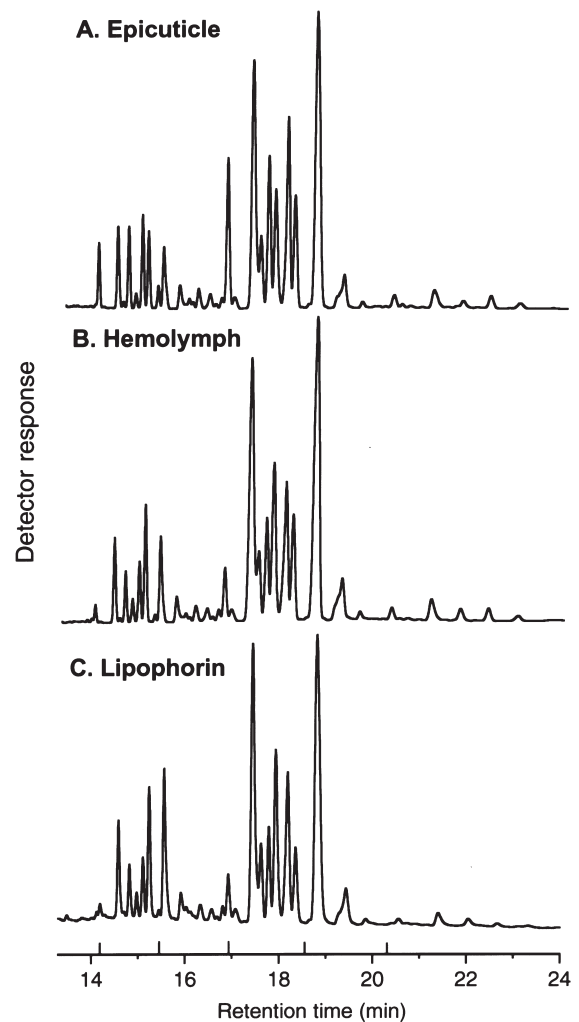 A. Epicuticle
B. Hemolymph
Detector response
C. Lipophorin
14 16 18 20 22 24
Retention time (min)